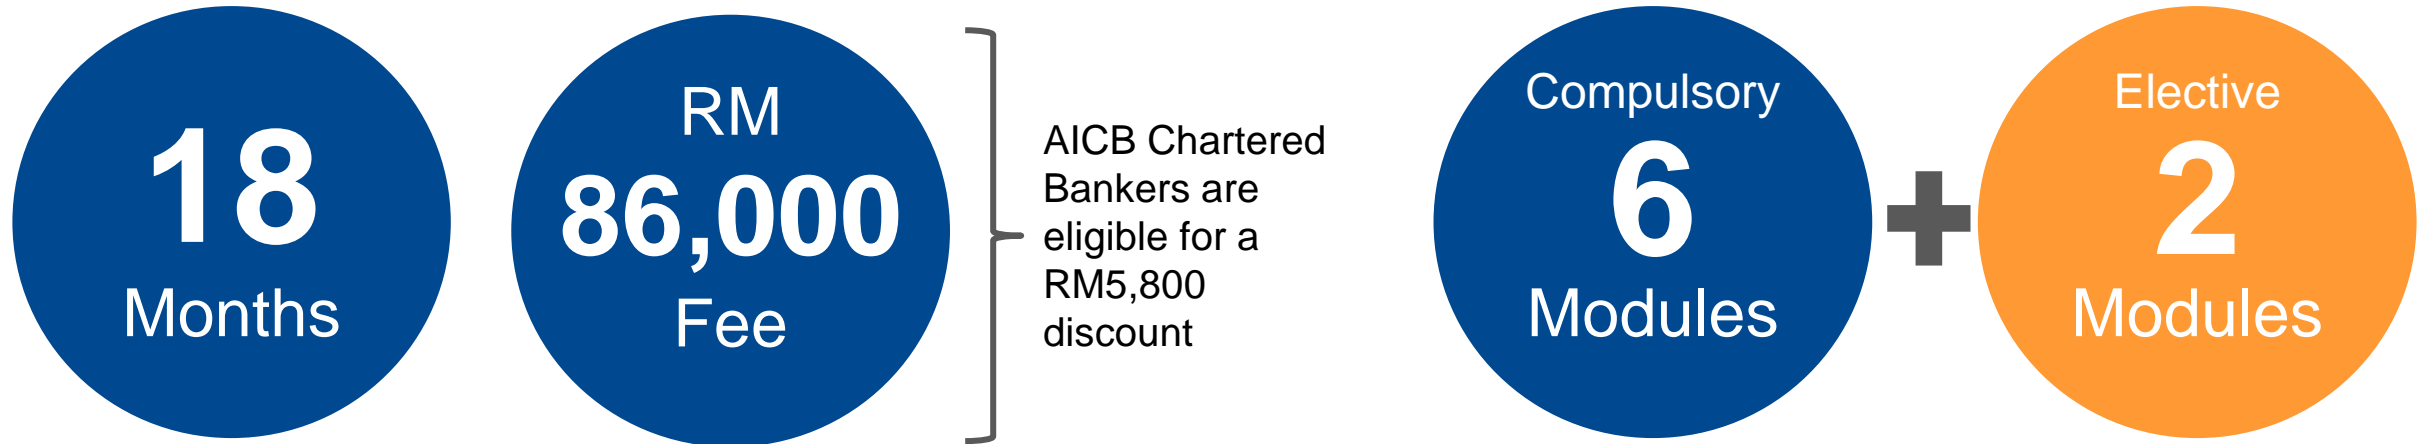 18
Months
RM
86,000
Fee
AICB Chartered
Bankers are
eligible for a
RM5,800
discount
Compulsory
6
Modules
Elective
2
Modules